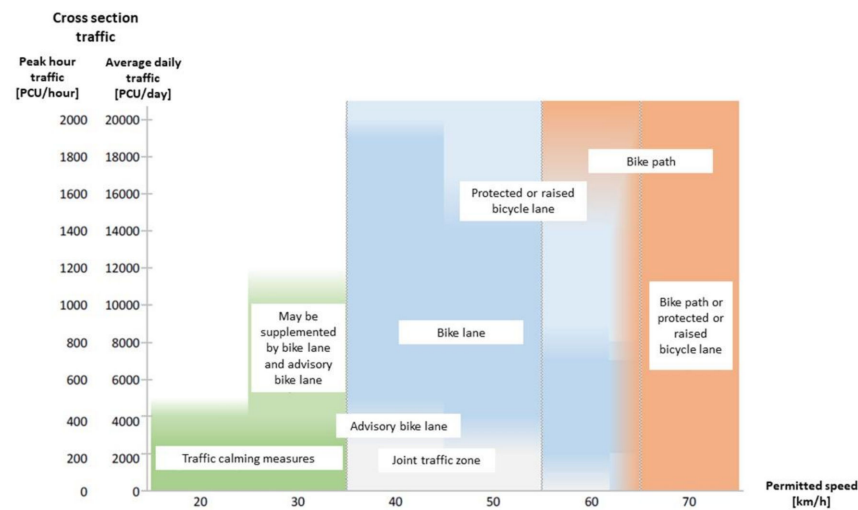 Cross section
traffic
Peak hour
traffic
[PCU/hour]
Average daily
traffic
[PCU/day]
2000 20000
1800 18000
1600 16000
1400 14000
1200 12000
1000 10000
800 8000
600 6000
400 4000
200 2000
0 0
Bike path
Protected or raised
bicycle lane
May be
supplemented
by bike lane
and advisory
bike lane
Bike lane
Bike path or
protected or
raised
bicycle lane
Advisory bike lane
Traffic calming measures
Joint traffic zone
20 30 40 50 60 70
Permitted speed
[km/h]